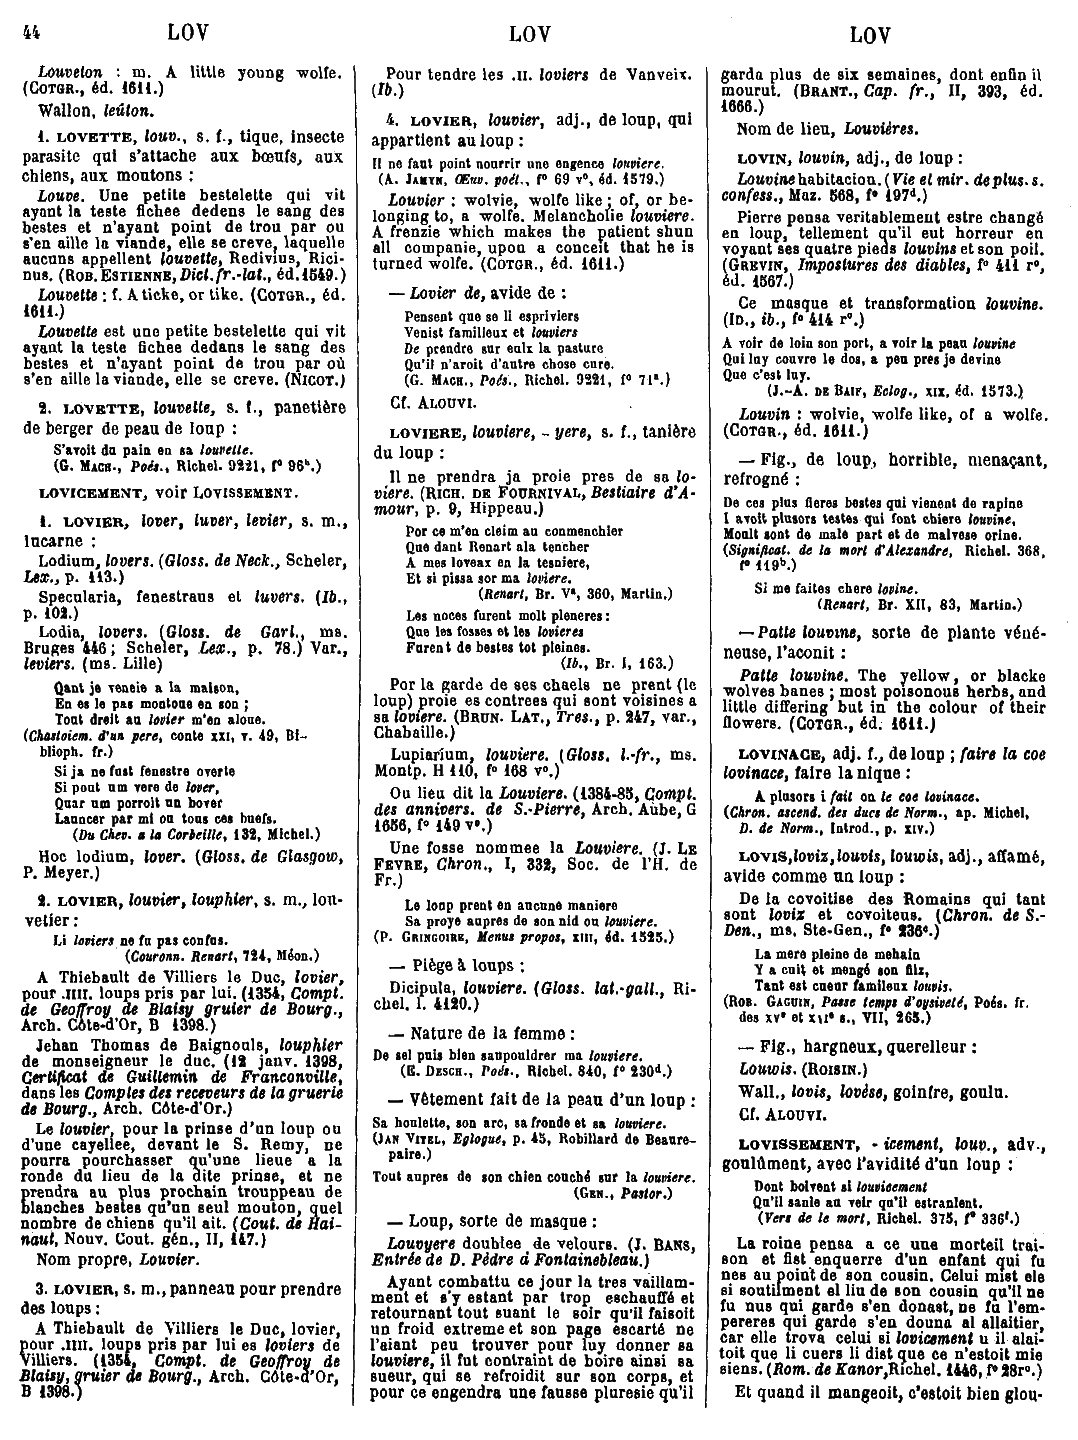 44 LOV LOV LOV
Louveton : m. A little young wolfe.
(COTGR., éd. 1611.)
Wallon, leúton.
1. LOVETTE, louv., s. f., tique, insecte
parasite qui s'attache aux bœufs, aux
chiens, aux moutons :
Louve. Une petite bestelette qui vit
ayant la teste fichee dedens le sang des
bestes et n'ayant point de trou par ou
s'en aille la viande, elle se creve, laquelle
aucuns appellent louvette, Redivius, Rici-
nus. (ROB. ESTIENNE, Dict. fr.-lat., éd. 1549.)
Louvette : f. A ticke, or tike. (COTGR., éd.
1611.)
Louvette est une petite bestelette qui vit
ayant la teste fichee dedans le sang des
bestes et n'ayant point de trou par où
s'en aille la viande, elle se creve. (NICOT.)
2. LOVETTE, louvette, s. f., panetière
de berger de peau de loup :
S'avoit du pain en sa louvette.
(G. MACH., Poés., Richel. 9221, f° 96b.)
LOVICEMENT, voir LOVISSEMENT.
1. LOVIER, lover, luver, levier, s. m.,
lucarne :
Lodium, lovers. (Gloss. de Neck., Scheler,
Lex., p. 113.)
Specularia, fenestraus et luvers. (Ib.,
p. 102.)
Lodia, lovers. (Gloss. de Garl., ms.
Bruges 446 ; Scheler, Lex., p. 78.) Var.,
leviers. (ms. Lille)
Qant je veneie a la maison,
En es le pas montoue en son ;
Tout dreit au lovier m'en aloue.
(Chastoiem. d'un pere, conte XXI, v. 49, Bi-
blioph. fr.)
Si ja ne fust fenestre overte
Si pout um vere de lover,
Quar um porroit un bover
Launcer par mi ou tous ces buefs.
(Du Chev. a la Corbeille, 132, Michel.)
Hoc lodium, lover. (Gloss. de Glasgow,
P. Meyer.)
2. LOVIER, louvier, louphier, s. m., lou-
vetier :
Li loviers ne fu pas confus.
(Couronn. Renart, 724, Méon.)
A Thiebault de Villiers le Duc, lovier,
pour .IIII. loups pris par lui. (1354, Compt.
de Geoffroy de Blaisy gruier de Bourg.,
Arch. Côte-d'Or, B 1398.)
Jehan Thomas de Baignouls, louphier
de monseigneur le duc. (12 janv. 1398,
Certificat de Guillemin de Franconville,
dans les Comptes des receveurs de la gruerie
de Bourg., Arch. Côte-d'Or.)
Le louvier, pour la prinse d'un loup ou
d'une cayellee, devant le S. Remy, ne
pourra pourchasser qu'une lieue a la
ronde du lieu de la dite prinse, et ne
prendra au plus prochain trouppeau de
blanches bestes qu'un seul mouton, quel
nombre de chiens qu'il ait. (Cout. de Hai-
naut, Nouv. Cout. gén., II, 147.)
Nom propre, Louvier.
3. LOVIER, s. m., panneau pour prendre
des loups :
A Thiebault de Villiers le Duc, lovier,
pour .IIII. loups pris par lui es loviers de
Villiers. (1354, Compt. de Geoffroy de
Blaisy, gruier de Bourg., Arch. Côte-d'Or,
B 1398.)
Pour tendre les .II. loviers de Vanveix.
(Ib.)
4. LOVIER, louvier, adj., de loup, qui
appartient au loup :
Il ne faut point nourrir une engence louviere.
(A. JAMYN, Œuv. poét., f° 69 v°, éd. 1579.)
Louvier : wolvie, wolfe like ; of, or be-
longing to, a wolfe. Melancholie louviere.
A frenzie which makes the patient shun
all companie, upon a conceit that he is
turned wolfe. (COTGR., éd. 1611.)
— Lovier de, avide de :
Pensent que se li espriviers
Venist familleux et louviers
De prendre sur eulx la pasture
Qu'il n'aroit d'autre chose cure.
(G. MACH., Poés., Richel. 9221, f° 71a.)
Cf. ALOUVI.
LOVIERE, louviere, - yere, s. f., tanière
du loup :
Il ne prendra ja proie pres de sa lo-
viere. (RICH. DE FOURNIVAL, Bestiaire d'A-
mour, p. 9, Hippeau.)
Por ce m'en cleim au conmenchier
Que dant Renart ala tencher
A mes loveax en la tesniere,
Et si pissa sor ma loviere.
(Renart, Br. Va, 360, Martin.)
Les noces furent molt pleneres :
Que les fosses et les lovieres
Furent de bestes tot pleines.
(Ib., Br. I, 163.)
Por la garde de ses chaels ne prent (le
loup) proie es contrees qui sont voisines a
sa loviere. (BRUN. LAT., Tres., p. 247, var.,
Chabaille.)
Lupiarium, louviere. (Gloss. l.-fr., ms.
Montp. H 110, f° 168 v°.)
Ou lieu dit la Louviere. (1384-85, Compt.
des annivers. de S.-Pierre, Arch. Aube, G
1656, f° 149 v°.)
Une fosse nommee la Louviere. (J. LE
FEVRE, Chron., I, 332, Soc. de l'H. de
Fr.)
Le loup prent en aucune maniere
Sa proye aupres de son nid ou louviere.
(P. GRINGOIRE, Menus propos, XIII, éd. 1525.)
— Piège à loups :
Dicipula, louviere. (Gloss. lat.-gall., Ri-
chel. l. 4120.)
— Nature de la femme :
De sel puis bien saupouldrer ma louviere.
(E. DESCH., Poés., Richel. 840, f° 230d.)
— Vêtement fait de la peau d'un loup :
Sa houlette, son arc, sa fronde et sa louviere.
(JAN VITEL, Eglogue, p. 45, Robillard de Beaure-
paire.)
Tout aupres de son chien couché sur la louviere.
(GEN., Pastor.)
— Loup, sorte de masque :
Louvyere doublee de velours. (J. BANS,
Entrée de D. Pédre á Fontainebleau.)
Ayant combattu ce jour la tres vaillam-
ment et s'y estant par trop eschauffé et
retournant tout suant le soir qu'il faisoit
un froid extreme et son page escarté ne
l'aiant peu trouver pour luy donner sa
louviere, il fut contraint de boire ainsi sa
sueur, qui se refroidit sur son corps, et
pour ce engendra une fausse pluresie qu'il
garda plus de six semaines, dont enfin il
mourut. (BRANT., Cap. fr., II, 393, éd.
1666.)
Nom de lieu, Louviéres.
LOVIN, louvin, adj., de loup :
Louvine habitacion. (Vie et mir. de plus. s.
confess., Maz. 568, f° 197d.)
Pierre pensa veritablement estre changé
en loup, tellement qu'il eut horreur en
voyant ses quatre pieds louvins et son poil.
(GREVIN, Impostures des diables, f° 411 r°,
éd. 1567.)
Ce masque et transformation louvine.
(ID., ib., f° 414 r°.)
A voir de loin son port, a voir la peau louvine
Qui luy couvre le dos, a peu pres je devine
Que c'est luy.
(J.-A. DE BAIF, Eclog., XIX, éd. 1573.)
Louvin : wolvie, wolfe like, of a wolfe.
(COTGR., éd. 1611.)
— Fig., de loup, horrible, menaçant,
refrogné :
De ces plus fieres bestes qui vienent de rapine
I avoit plusors testes qui font chiere louvine,
Moult sont de male part et de malvese orine.
(Significat. de la mort d'Alexandre, Richel. 368,
f° 119b.)
Si me faites chere lovine.
(Renart, Br. XII, 83, Martin.)
— Patte louvine, sorte de plante véné-
neuse, l'aconit :
Patte louvine. The yellow, or blacke
wolves banes ; most poisonous herbs, and
little differing but in the colour of their
flowers. (COTGR., éd. 1611.)
LOVINACE, adj. f., de loup ; faire la coe
lovinace, faire la nique :
A plusors i fait on le coe lovinace.
(Chron. ascend. des ducs de Norm., ap. Michel,
D. de Norm., Introd., p. XIV.)
LOVIS, loviz, louvis, louwis, adj., affamé,
avide comme un loup :
De la covoitise des Romains qui tant
sont loviz et covoiteus. (Chron. de S.-
Den., ms. Ste-Gen., f° 236c.)
La mere pleine de mehain
Y a cuit et mengé son filz,
Tant est cueur famileux louvis.
(ROB. GAGUIN, Passe temps d'oysiveté, Poés. fr.
des XVe et XVIe s., VII, 265.)
— Fig., hargneux, querelleur :
Louwis. (ROISIN.)
Wall., lovis, lovèse, goinfre, goulu.
Cf. ALOUVI.
LOVISSEMENT, - icement, louv., adv.,
goulûment, avec l'avidité d'un loup :
Dont boivent si louvicement
Qu'il sanle au veir qu'il estranlent.
(Vers de le mort, Richel. 375, f° 336f.)
La roine pensa a ce une morteil trai-
son et fist enquerre d'un enfant qui fu
nes au point de son cousin. Celui mist ele
si soutilment el liu de son cousin qu'il ne
fu nus qui garde s'en donast, ne fu l'em-
pereres qui garde s'en douna al allaitier,
car elle trova celui si lovicement u il alai-
toit que li cuers li dist que ce n'estoit mie
siens. (Rom. de Kanor, Richel. 1446, f° 28r°.)
Et quand il mangeoit, c'estoit bien glou-